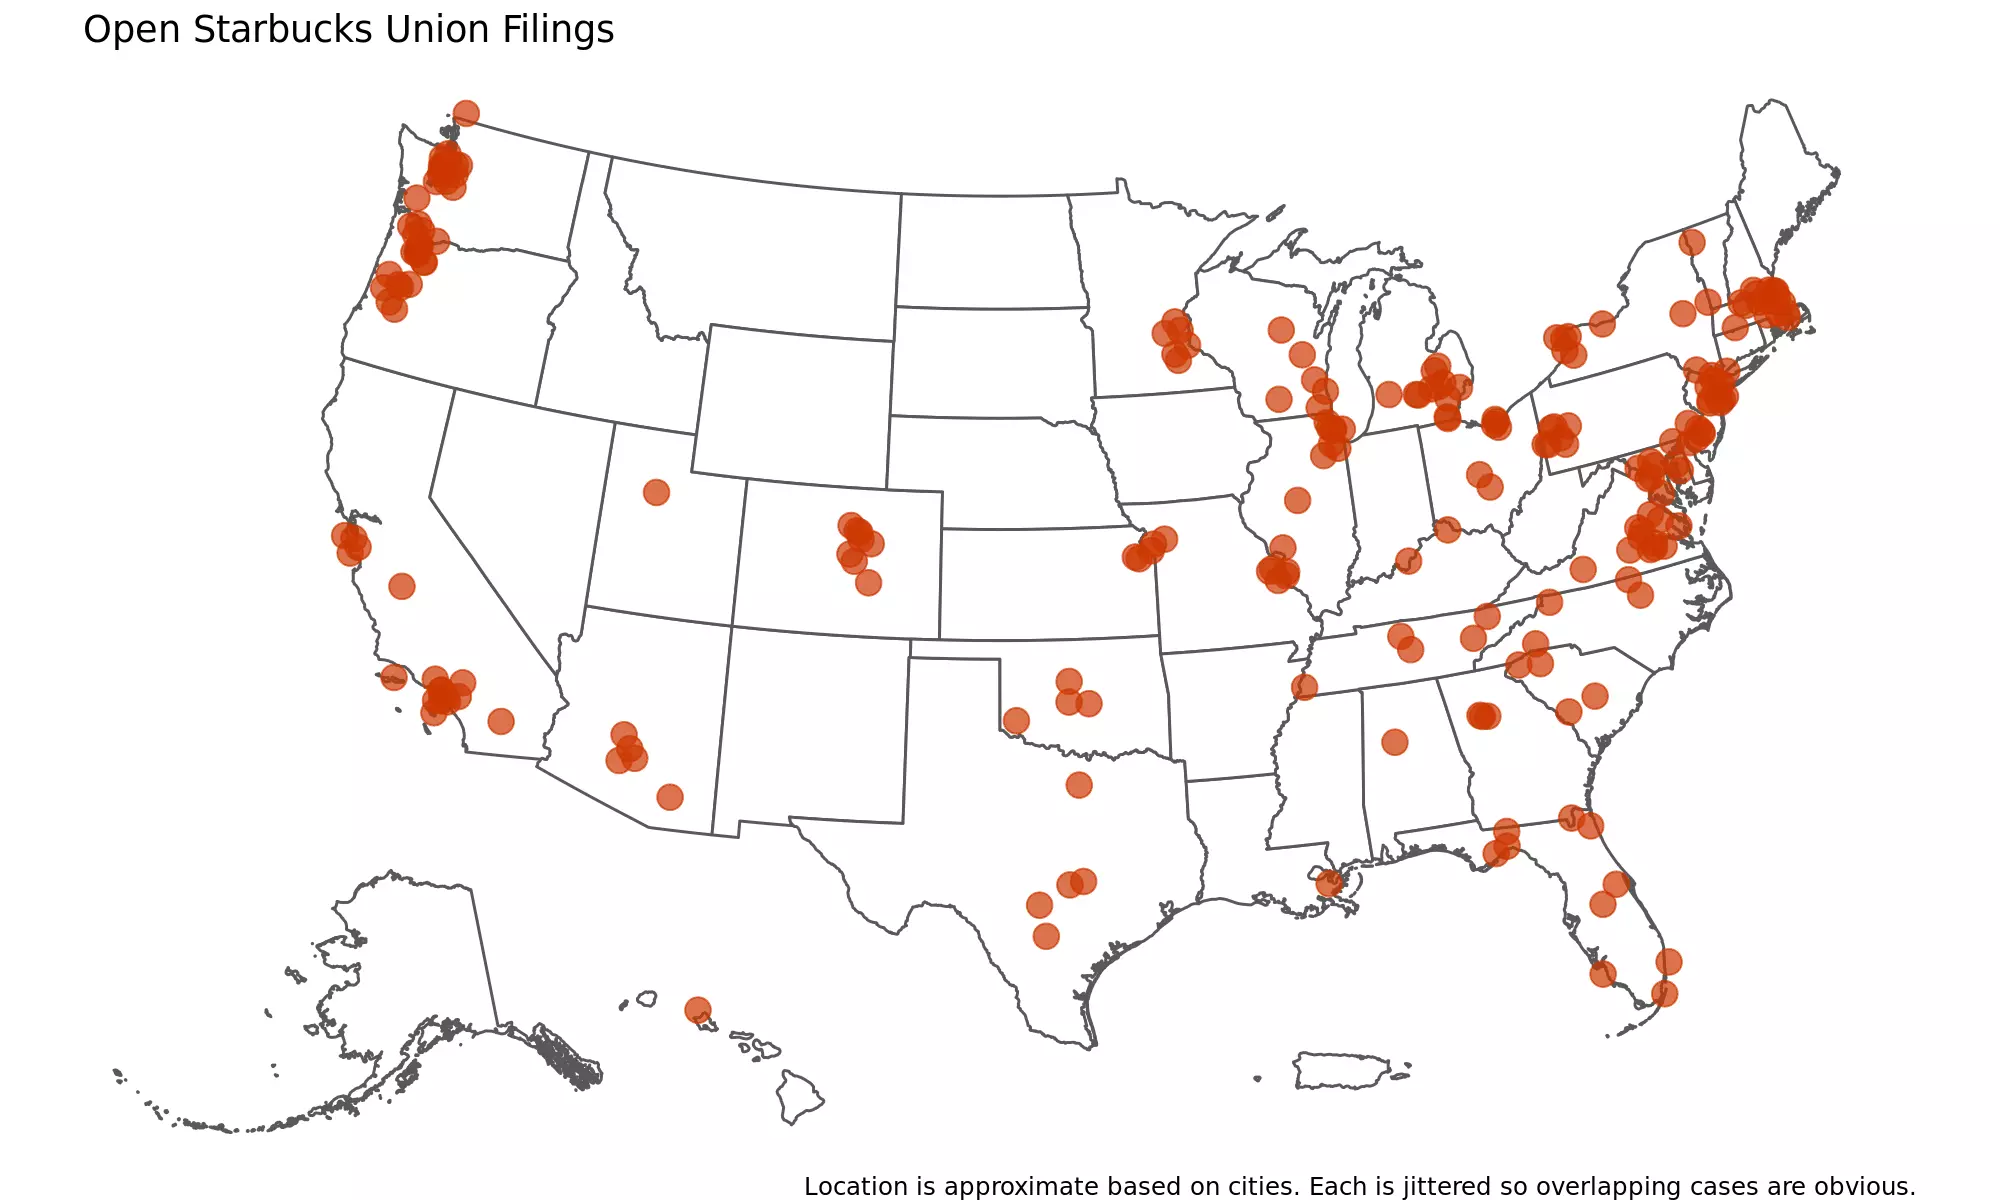 Open Starbucks Union Filings
Location is approximate based on cities. Each is jittered so overlapping cases are obvious.